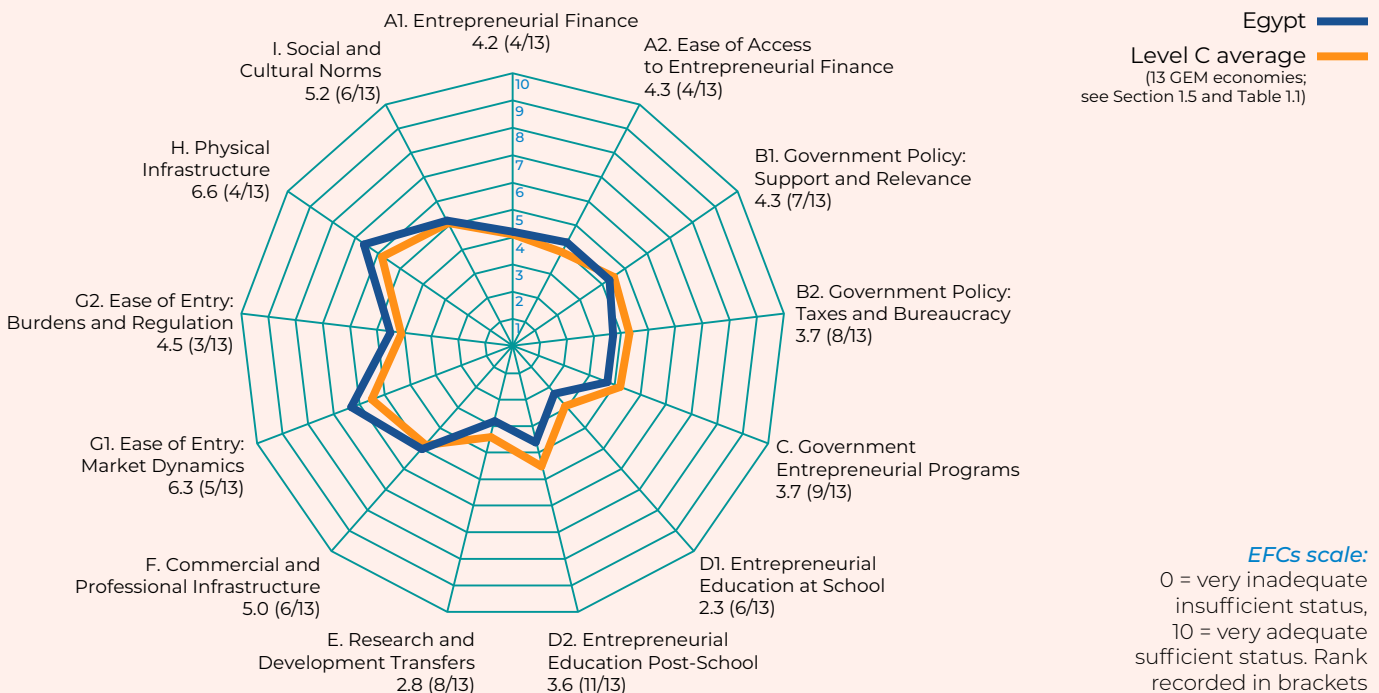 A1. Entrepreneurial Finance
4.2 (4/13)
A2. Ease of Access
to Entrepreneurial Finance
4.3 (4/13)
B1. Government Policy:
Support and Relevance
4.3 (7/13)
B2. Government Policy:
Taxes and Bureaucracy
3.7 (8/13)
C. Government
Entrepreneurial Programs
3.7 (9/13)
D1. Entrepreneurial
Education at School
2.3 (6/13)
D2. Entrepreneurial
Education Post-School
3.6 (11/13)
E. Research and
Development Transfers
2.8 (8/13)
F. Commercial and
Professional Infrastructure
5.0 (6/13)
G1. Ease of Entry:
Market Dynamics
6.3 (5/13)
G2. Ease of Entry:
Burdens and Regulation
4.5 (3/13)
H. Physical
Infrastructure
6.6 (4/13)
I. Social and
Cultural Norms
5.2 (6/13)
10
9
8
7
6
5
4
3
2
1
Egypt
Level C average
(13 GEM economies;
see Section 1.5 and Table 1.1)
EFCs scale:
0 = very inadequate
insufficient status,
10 = very adequate
sufficient status. Rank
recorded in brackets